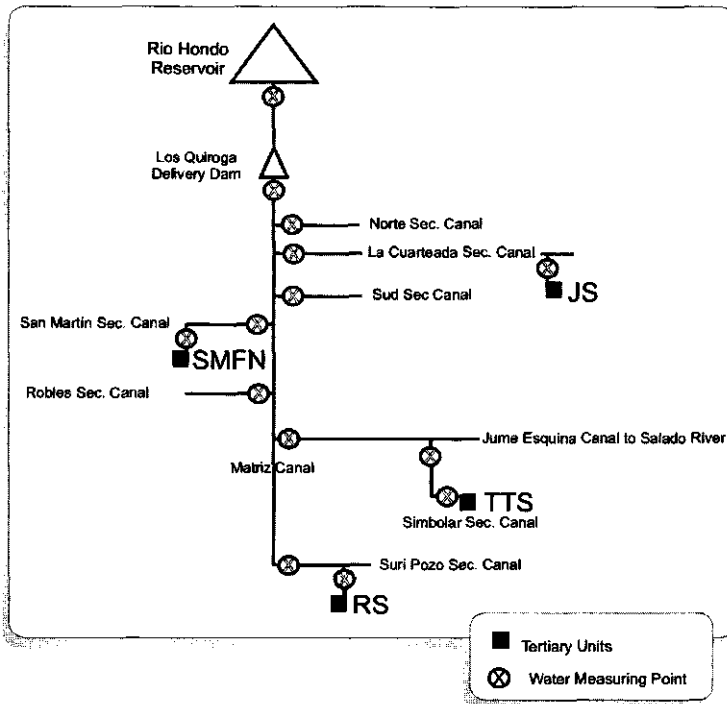 Rio Hondo
Reservoir
Los Quiroga
Delivery Dam
Norte Sec. Canal
La Cuarteada Sec. Canal
JS
Sud Sec Canal
San Martín Sec. Canal
SMFN
Robles Sec. Canal
Jume Esquina Canal to Salado River
Matriz Canal
TTS
Simbolar Sec. Canal
Suri Pozo Sec. Canal
RS
Tertiary Units
Water Measuring Point